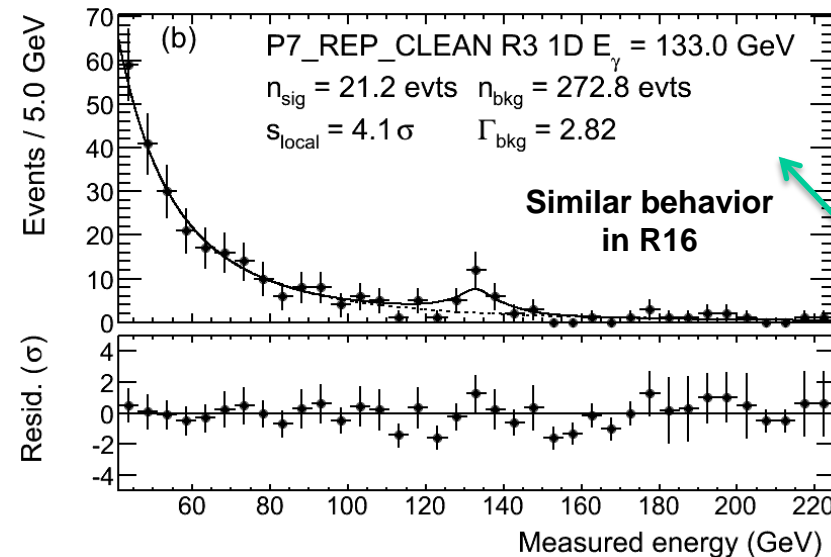 (b) P7_REP_CLEAN R3 1D Eγ = 133.0 GeV
nsig = 21.2 evts nbkg = 272.8 evts
slocal = 4.1σ Γbkg = 2.82
Similar behavior
in R16
Events / 5.0 GeV
70
60
50
40
30
20
10
0
Resid. (σ)
4
2
0
-2
-4
60 80 100 120 140 160 180 200 220
Measured energy (GeV)